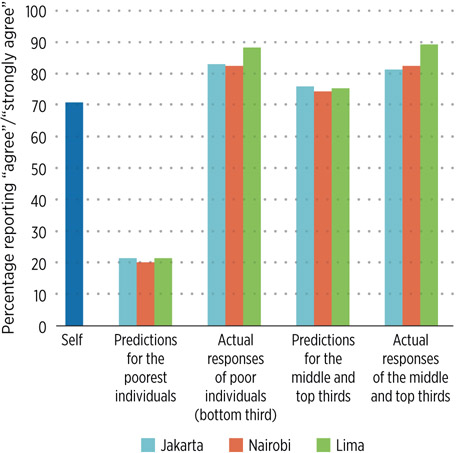 Percentage reporting “agree”/“strongly agree”
100
90
80
70
60
50
40
30
20
10
0
Self
Predictions
for the
poorest
individuals
Actual
responses
of poor
individuals
(bottom third)
Predictions
for the
middle and
top thirds
Actual
responses
of the middle
and top thirds
Jakarta
Nairobi
Lima